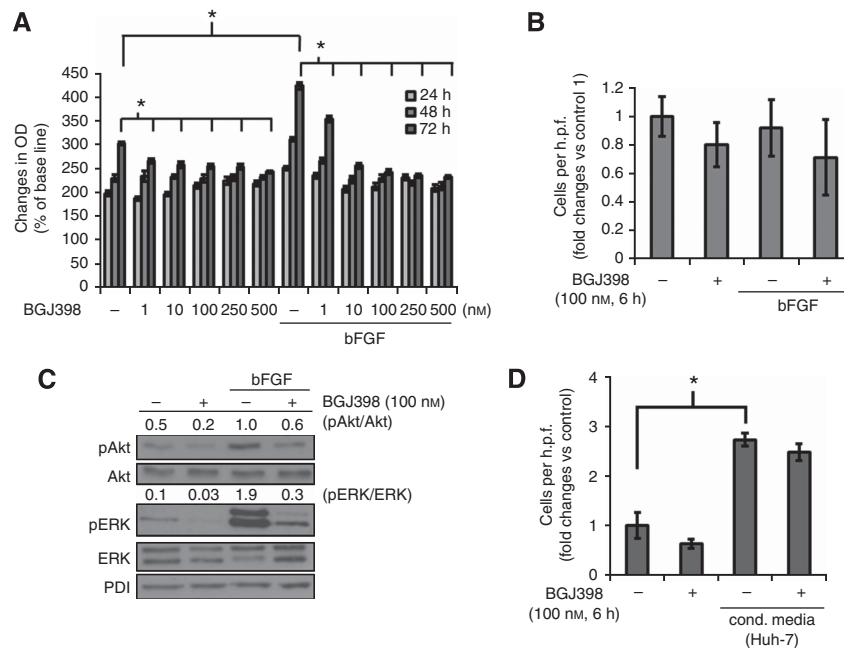 A
*
*
*
450
400
350
300
250
200
150
100
50
0
Changes in OD
(% of base line)
24 h
48 h
72 h
BGJ398 – 1 10 100 250 500 – 1 10 100 250 500 (nM)
bFGF
B
1.2
1
0.8
0.6
0.4
0.2
0
Cells per h.p.f.
(fold changes vs control 1)
BGJ398 – + – +
(100 nM, 6 h)
bFGF
C
bFGF
– + – + BGJ398 (100 nM)
0.5 0.2 1.0 0.6 (pAkt/Akt)
pAkt
Akt
0.1 0.03 1.9 0.3 (pERK/ERK)
pERK
ERK
PDI
D
*
4
3
2
1
0
Cells per h.p.f.
(fold changes vs control)
BGJ398 – + – +
(100 nM, 6 h)
cond. media
(Huh-7)